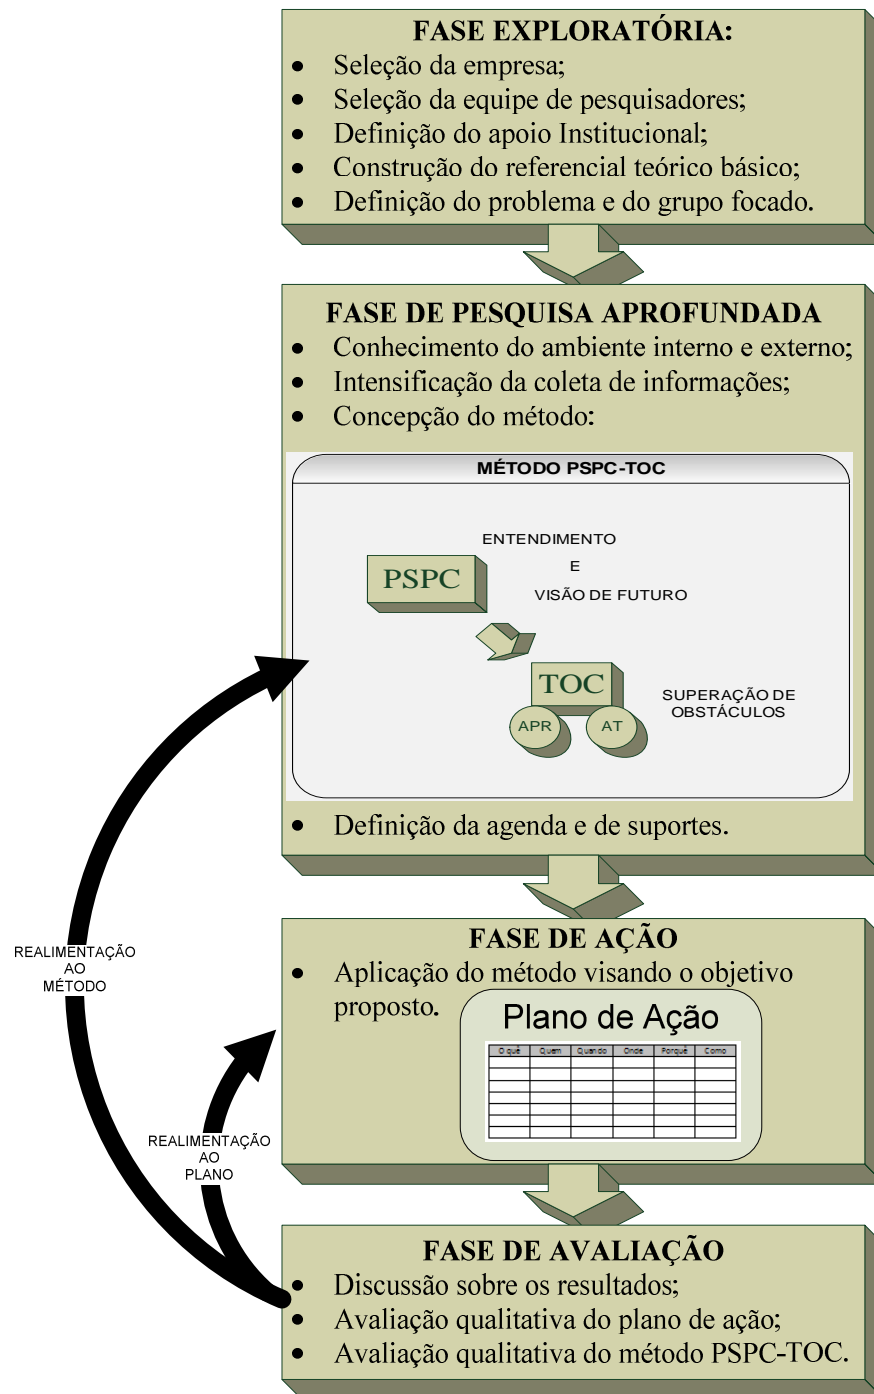 FASE EXPLORATÓRIA:
• Seleção da empresa;
• Seleção da equipe de pesquisadores;
• Definição do apoio Institucional;
• Construção do referencial teórico básico;
• Definição do problema e do grupo focado.
FASE DE PESQUISA APROFUNDADA
• Conhecimento do ambiente interno e externo;
• Intensificação da coleta de informações;
• Concepção do método:
MÉTODO PSPC-TOC
ENTENDIMENTO
E
VISÃO DE FUTURO
PSPC
TOC
APR
AT
SUPERAÇÃO DE
OBSTÁCULOS
• Definição da agenda e de suportes.
REALIMENTAÇÃO
AO
MÉTODO
FASE DE AÇÃO
• Aplicação do método visando o objetivo
proposto.
Plano de Ação
O quê Quem Quando Onde Porquê Como
REALIMENTAÇÃO
AO
PLANO
FASE DE AVALIAÇÃO
• Discussão sobre os resultados;
• Avaliação qualitativa do plano de ação;
• Avaliação qualitativa do método PSPC-TOC.